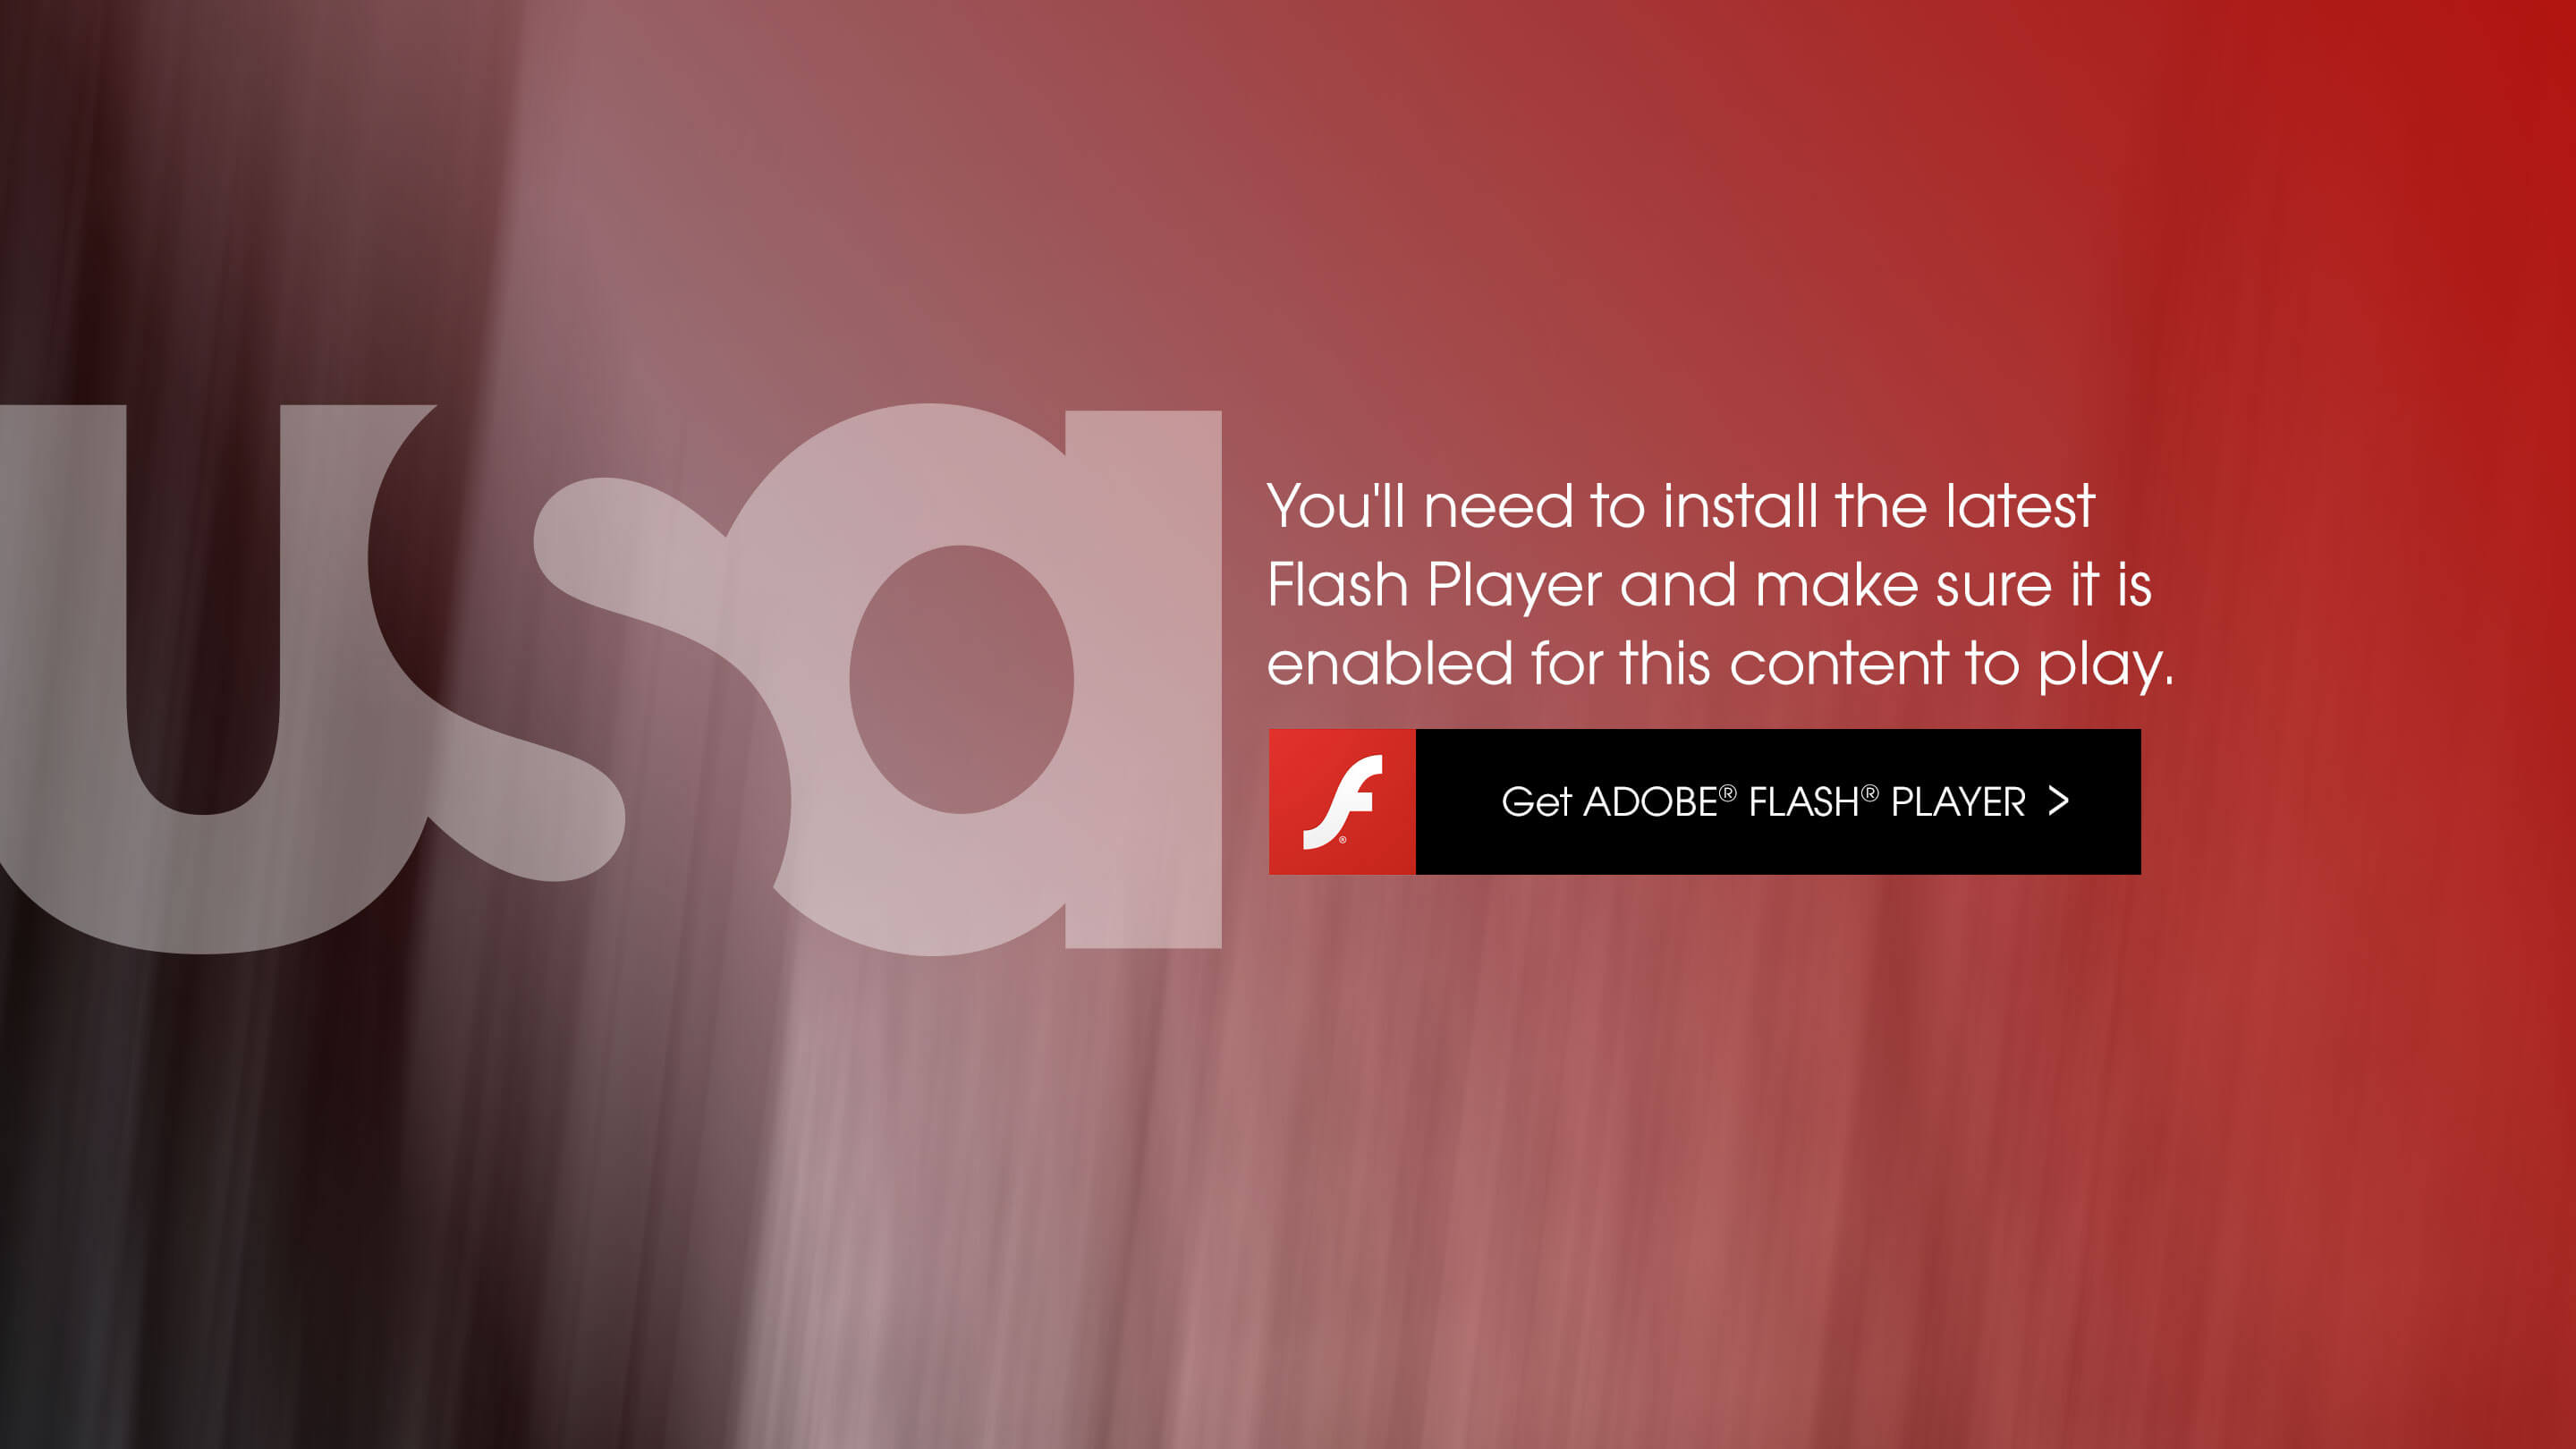 usa
You'll need to install the latest
Flash Player and make sure it is
enabled for this content to play.
Get ADOBE® FLASH® PLAYER >